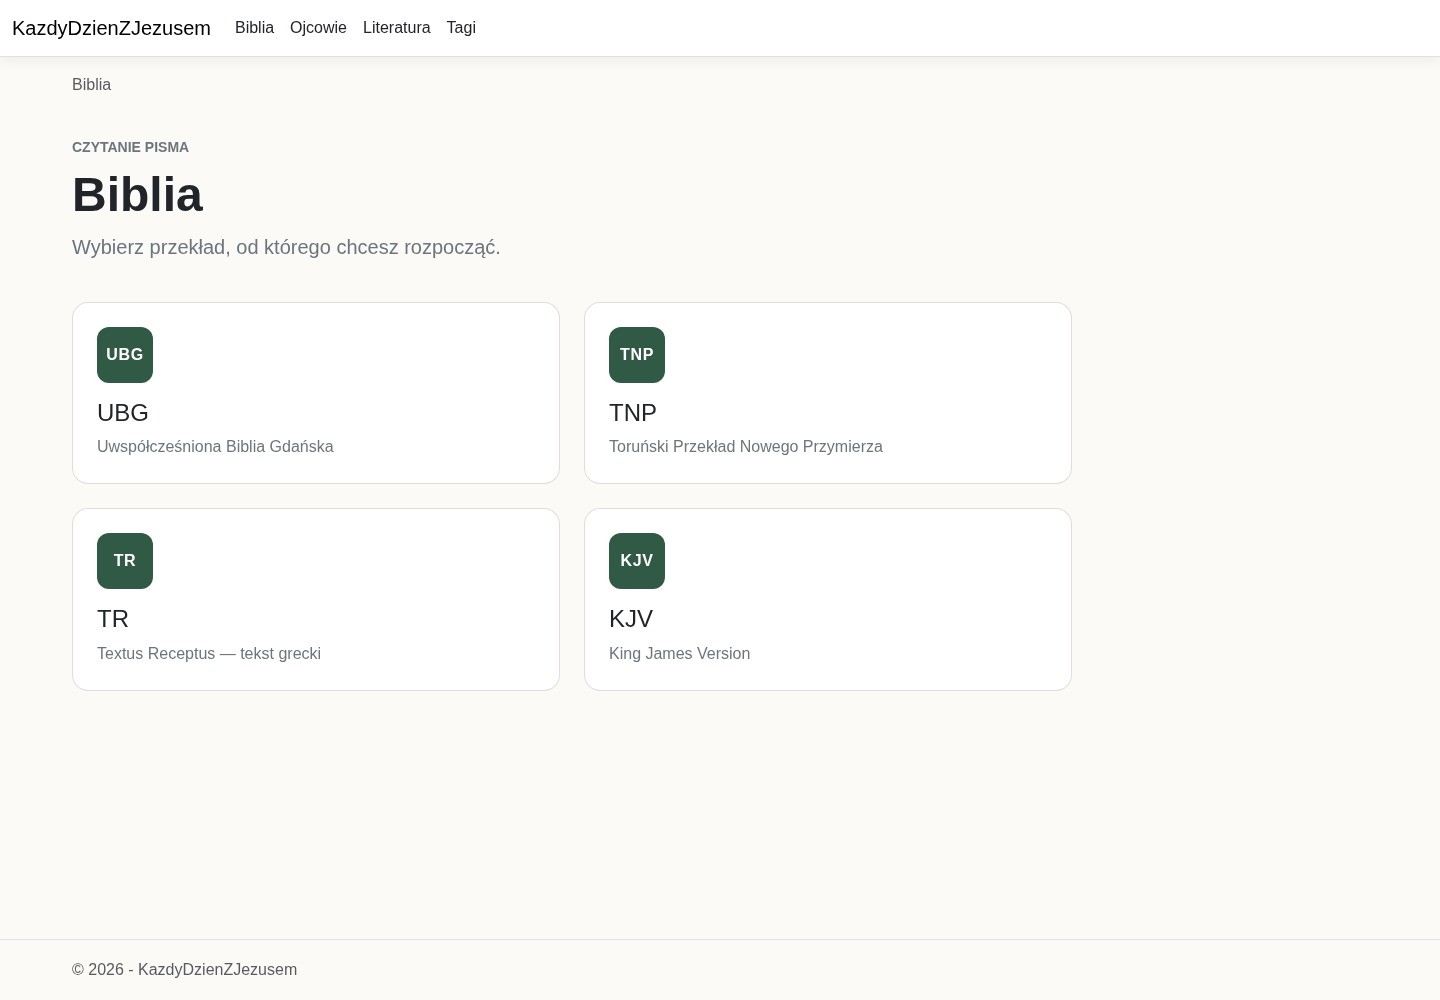 KazdyDzienZJezusem Biblia Ojcowie Literatura Tagi
Biblia
CZYTANIE PISMA
Biblia
Wybierz przekład, od którego chcesz rozpocząć.
UBG
UBG
Uwspółcześniona Biblia Gdańska
TNP
TNP
Toruński Przekład Nowego Przymierza
TR
TR
Textus Receptus — tekst grecki
KJV
KJV
King James Version
© 2026 - KazdyDzienZJezusem